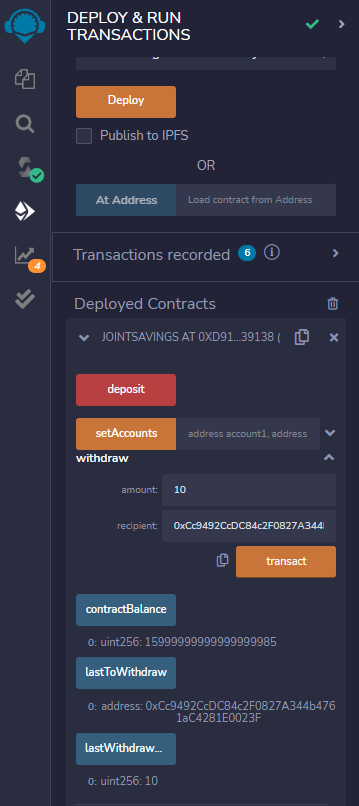 DEPLOY & RUN
TRANSACTIONS
Deploy
Publish to IPFS
OR
At Address Load contract from Address
Transactions recorded 6 i
4
Deployed Contracts
JOINTSAVINGS AT 0XD91...39138 (
deposit
setAccounts address account1, address
withdraw
amount: 10
recipient: 0xCc9492CcDC84c2F0827A344
transact
contractBalance
0: uint256: 15999999999999999985
lastToWithdraw
0: address: 0xCc9492CcDC84c2F0827A344b476
1aC4281E0023F
lastWithdraw...
0: uint256: 10